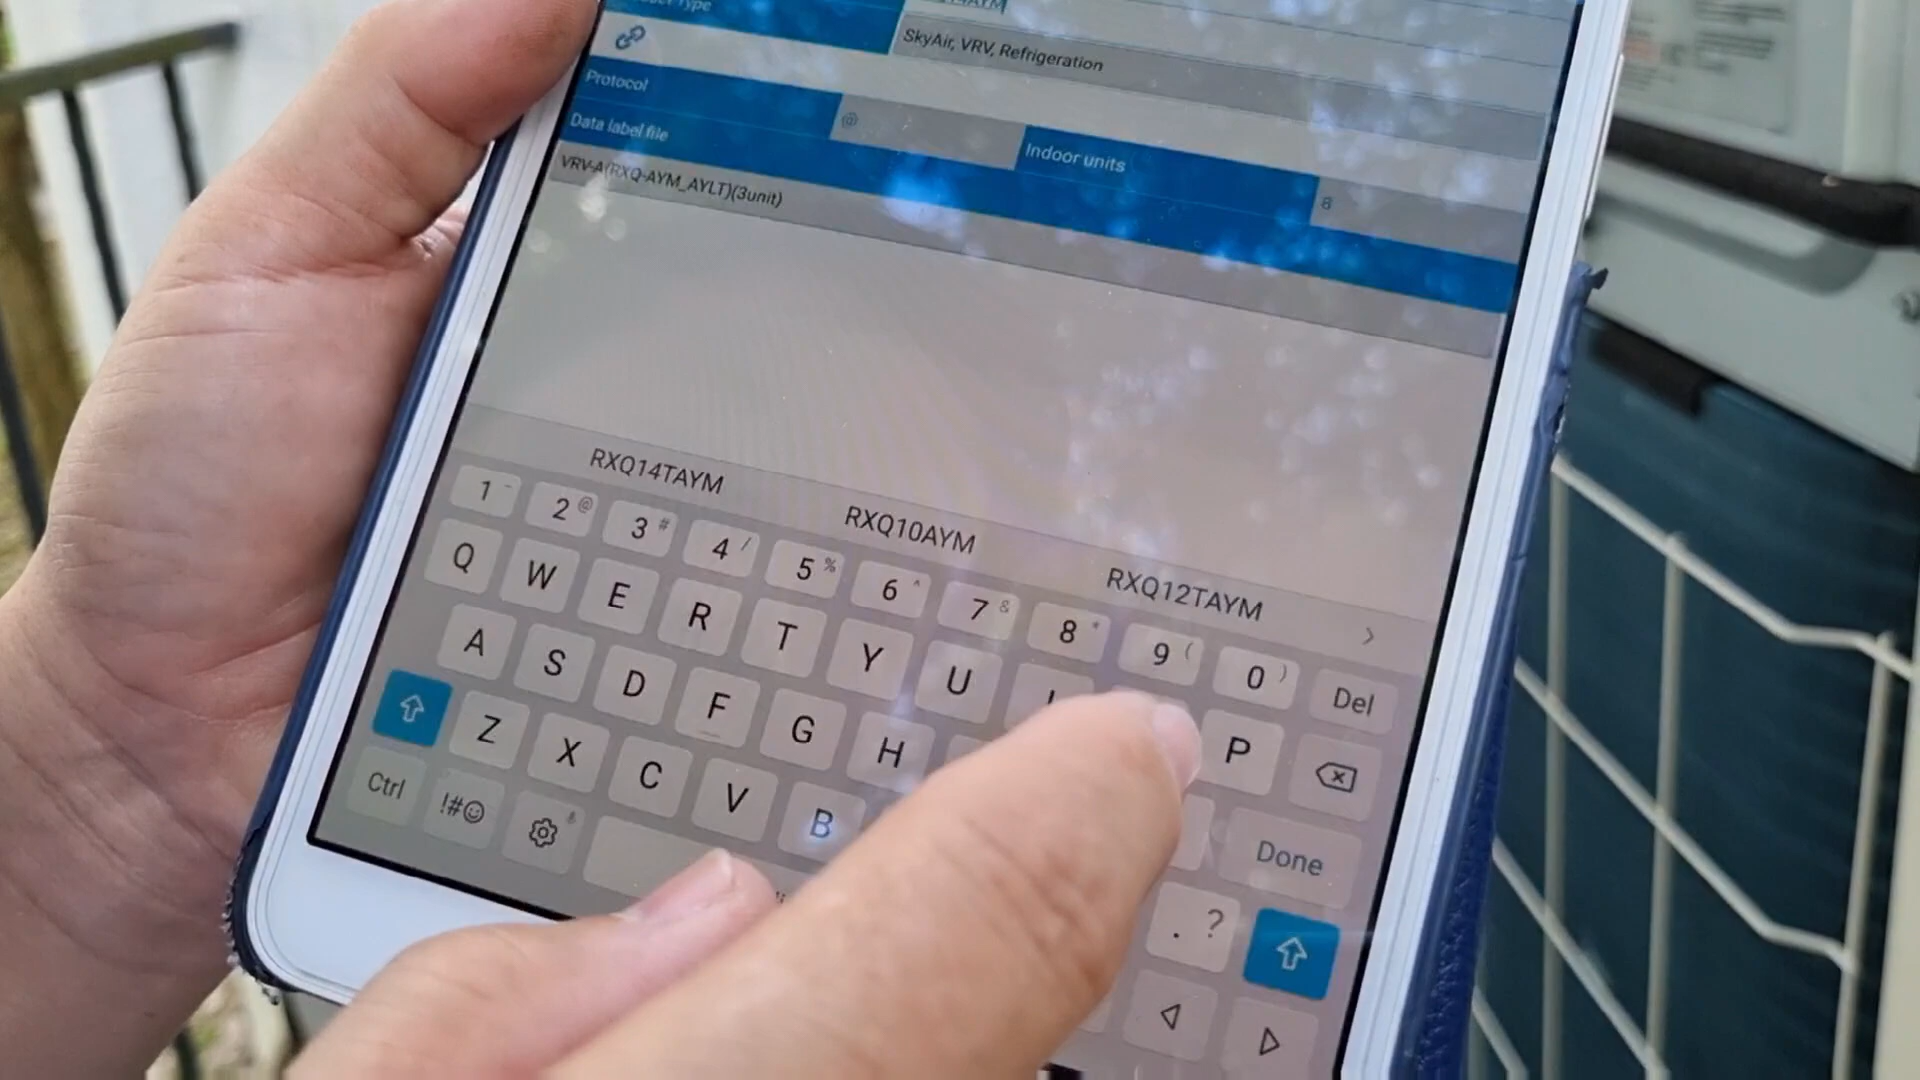 SkyAir, VRV, Refrigeration
Protocol
@
Indoor units
8
Data label file
VRV-A(RXQ-AYM_AYLT)(3unit)
RXQ14TAYM RXQ10AYM RXQ12TAYM >
1 - 2 @ 3 # 4 / 5 % 6 ^ 7 & 8 * 9 ( 0 ) Del
Q W E R T Y U I P
A S D F G H Done
Z X C V B . ?
Ctrl !#☺